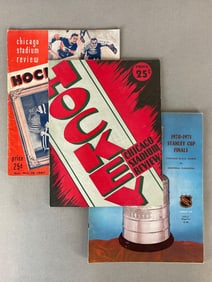 chicago
stadium
review
HOC
price
25¢
PRICE
25¢
HOCKEY
CHICAGO
STADIUM
REVIEW
1970-1971
STANLEY CUP
FINALS